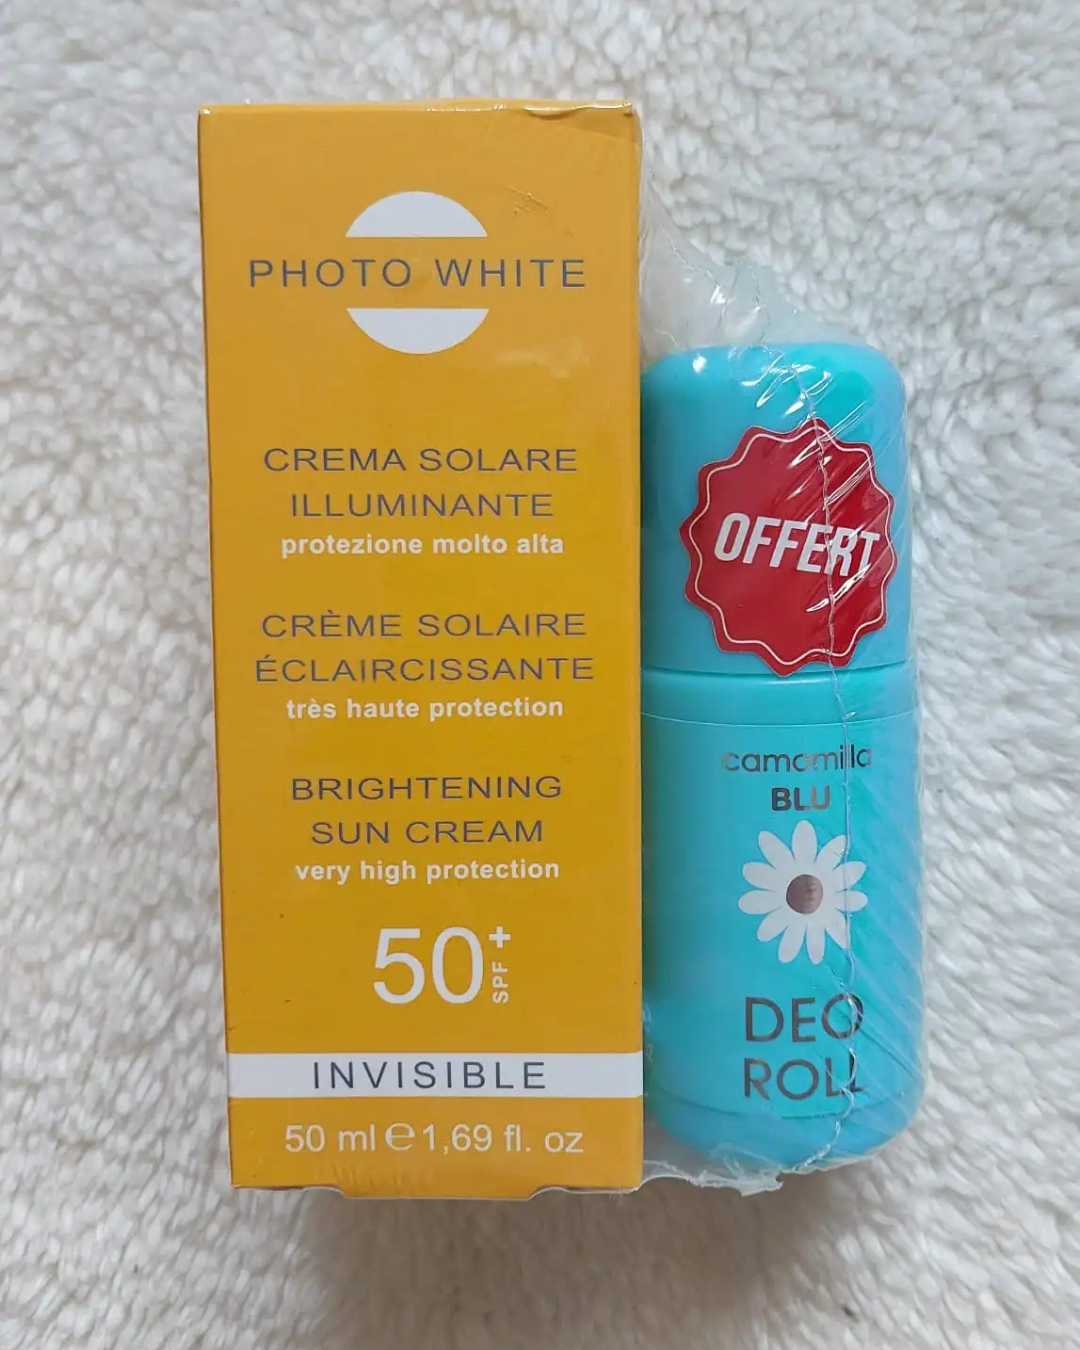 PHOTO WHITE
CREMA SOLARE
ILLUMINANTE
protezione molto alta
CRÈME SOLAIRE
ÉCLAIRCISSANTE
très haute protection
BRIGHTENING
SUN CREAM
very high protection
50+
SPF
INVISIBLE
50 ml ℮ 1,69 fl. oz
OFFERT
camomilla
BLU
DEO
ROLL